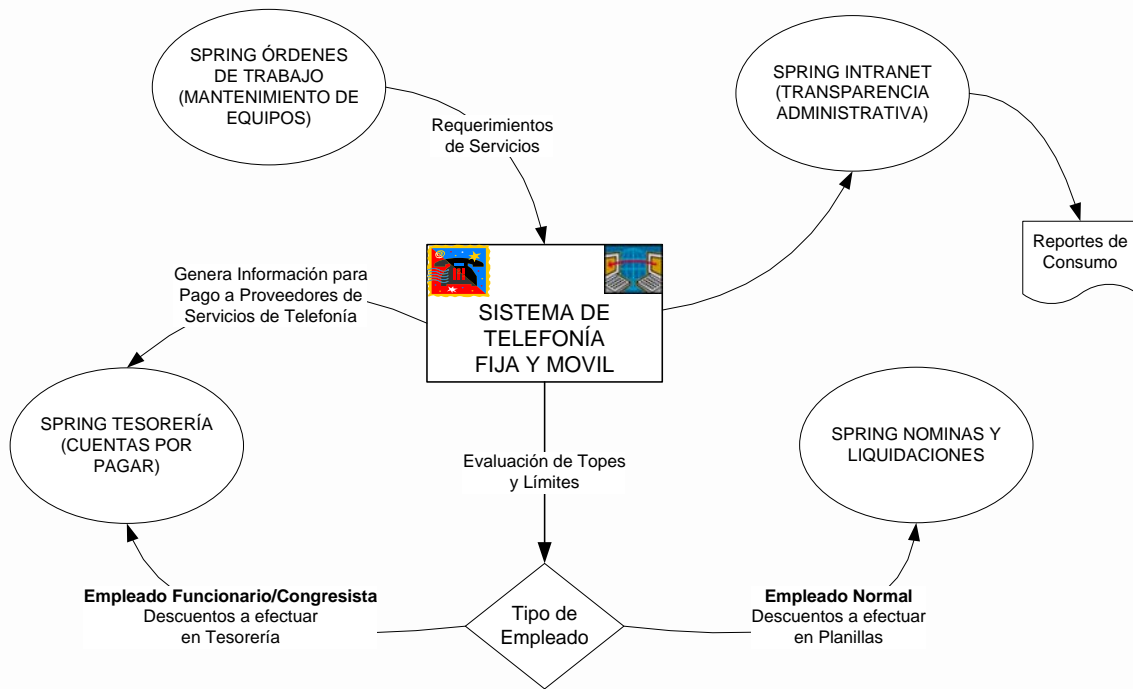 SPRING ÓRDENES
DE TRABAJO
(MANTENIMIENTO DE
EQUIPOS)
SPRING INTRANET
(TRANSPARENCIA
ADMINISTRATIVA)
Requerimientos
de Servicios
Reportes de
Consumo
Genera Información para
Pago a Proveedores de
Servicios de Telefonía
SISTEMA DE
TELEFONÍA
FIJA Y MOVIL
SPRING TESORERÍA
(CUENTAS POR
PAGAR)
SPRING NOMINAS Y
LIQUIDACIONES
Evaluación de Topes
y Límites
Empleado Funcionario/Congresista
Descuentos a efectuar
en Tesorería
Tipo de
Empleado
Empleado Normal
Descuentos a efectuar
en Planillas